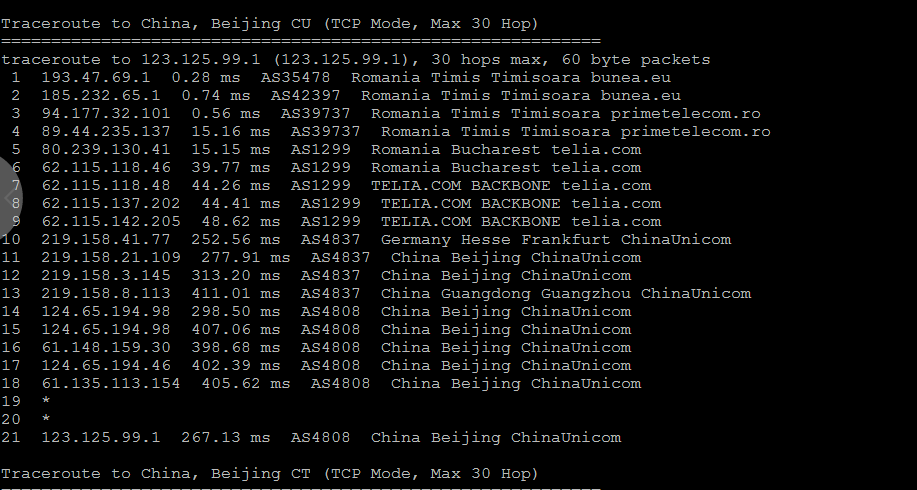 Traceroute to China, Beijing CU (TCP Mode, Max 30 Hop)
============================================================
traceroute to 123.125.99.1 (123.125.99.1), 30 hops max, 60 byte packets
1  193.47.69.1  0.28 ms  AS35478  Romania Timis Timisoara bunea.eu
2  185.232.65.1  0.74 ms  AS42397  Romania Timis Timisoara bunea.eu
3  94.177.32.101  0.56 ms  AS39737  Romania Timis Timisoara primetelecom.ro
4  89.44.235.137  15.16 ms  AS39737  Romania Timis Timisoara primetelecom.ro
5  80.239.130.41  15.15 ms  AS1299  Romania Bucharest telia.com
6  62.115.118.46  39.77 ms  AS1299  Romania Bucharest telia.com
7  62.115.118.48  44.26 ms  AS1299  TELIA.COM BACKBONE telia.com
8  62.115.137.202  44.41 ms  AS1299  TELIA.COM BACKBONE telia.com
9  62.115.142.205  48.62 ms  AS1299  TELIA.COM BACKBONE telia.com
10  219.158.41.77  252.56 ms  AS4837  Germany Hesse Frankfurt ChinaUnicom
11  219.158.21.109  277.91 ms  AS4837  China Beijing ChinaUnicom
12  219.158.3.145  313.20 ms  AS4837  China Beijing ChinaUnicom
13  219.158.8.113  411.01 ms  AS4837  China Guangdong Guangzhou ChinaUnicom
14  124.65.194.98  298.50 ms  AS4808  China Beijing ChinaUnicom
15  124.65.194.98  407.06 ms  AS4808  China Beijing ChinaUnicom
16  61.148.159.30  398.68 ms  AS4808  China Beijing ChinaUnicom
17  124.65.194.46  402.39 ms  AS4808  China Beijing ChinaUnicom
18  61.135.113.154  405.62 ms  AS4808  China Beijing ChinaUnicom
19  *
20  *
21  123.125.99.1  267.13 ms  AS4808  China Beijing ChinaUnicom
Traceroute to China, Beijing CT (TCP Mode, Max 30 Hop)
============================================================